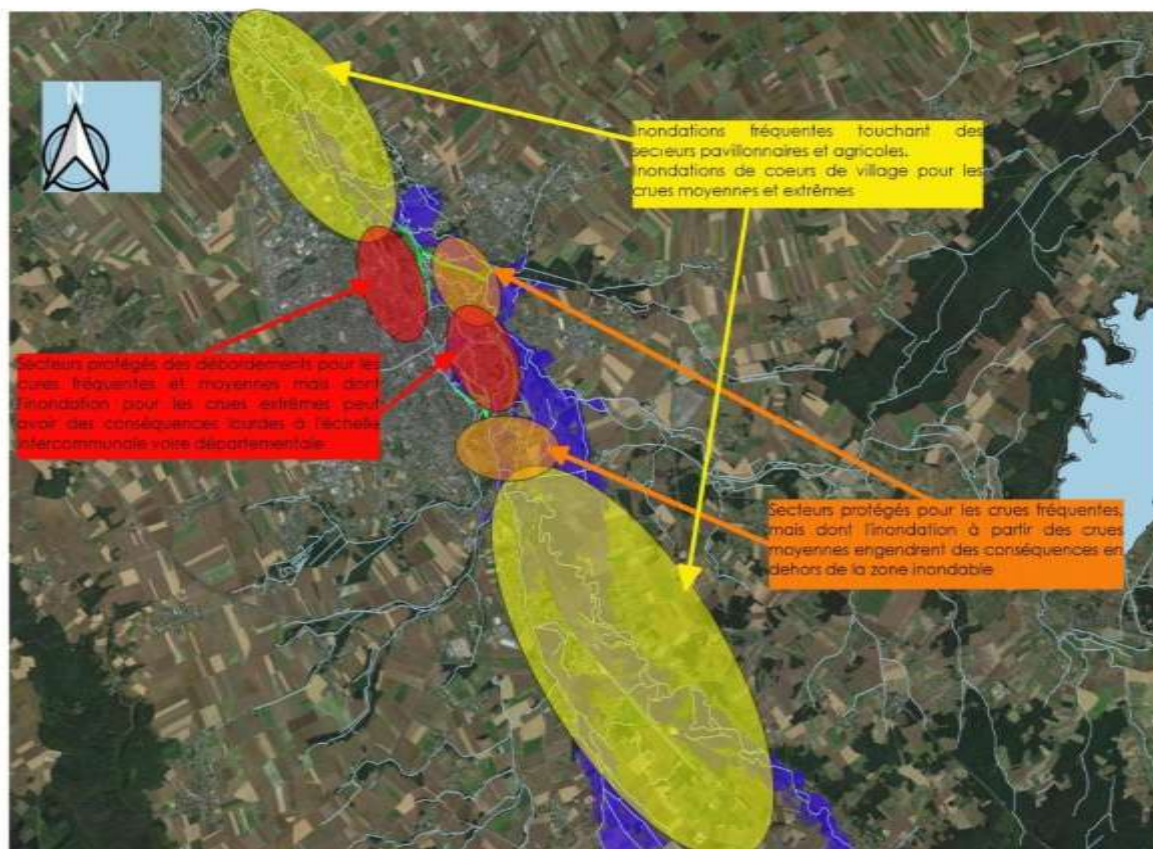 N
Inondations fréquentes touchant des
secteurs pavillonnaires et agricoles.
Inondations de coeurs de village pour les
crues moyennes et extrêmes
Secteurs protégés des débordements pour les
crues fréquentes et moyennes mais dont
l'inondation pour les crues extrêmes peut
avoir des conséquences lourdes à l'échelle
intercommunale voire départementale
Secteurs protégés pour les crues fréquentes,
mais dont l'inondation à partir des crues
moyennes engendrent des conséquences en
dehors de la zone inondable